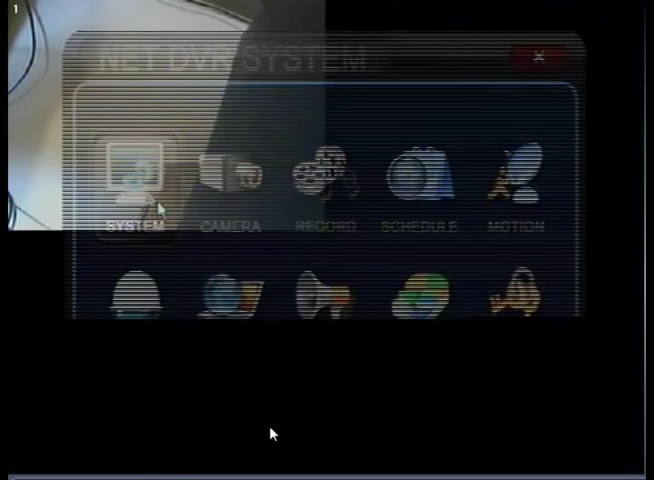 1
NET DVR SYSTEM
SYSTEM CAMERA RECORD SCHEDULE MOTION